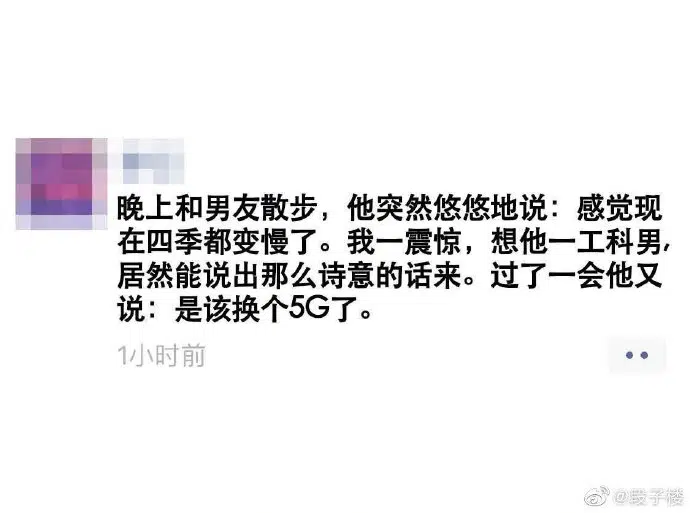 晚上和男友散步，他突然悠悠地说：感觉现
在四季都变慢了。我一震惊，想他一工科男，
居然能说出那么诗意的话来。过了一会他又
说：是该换个5G了。
1小时前
@段子楼